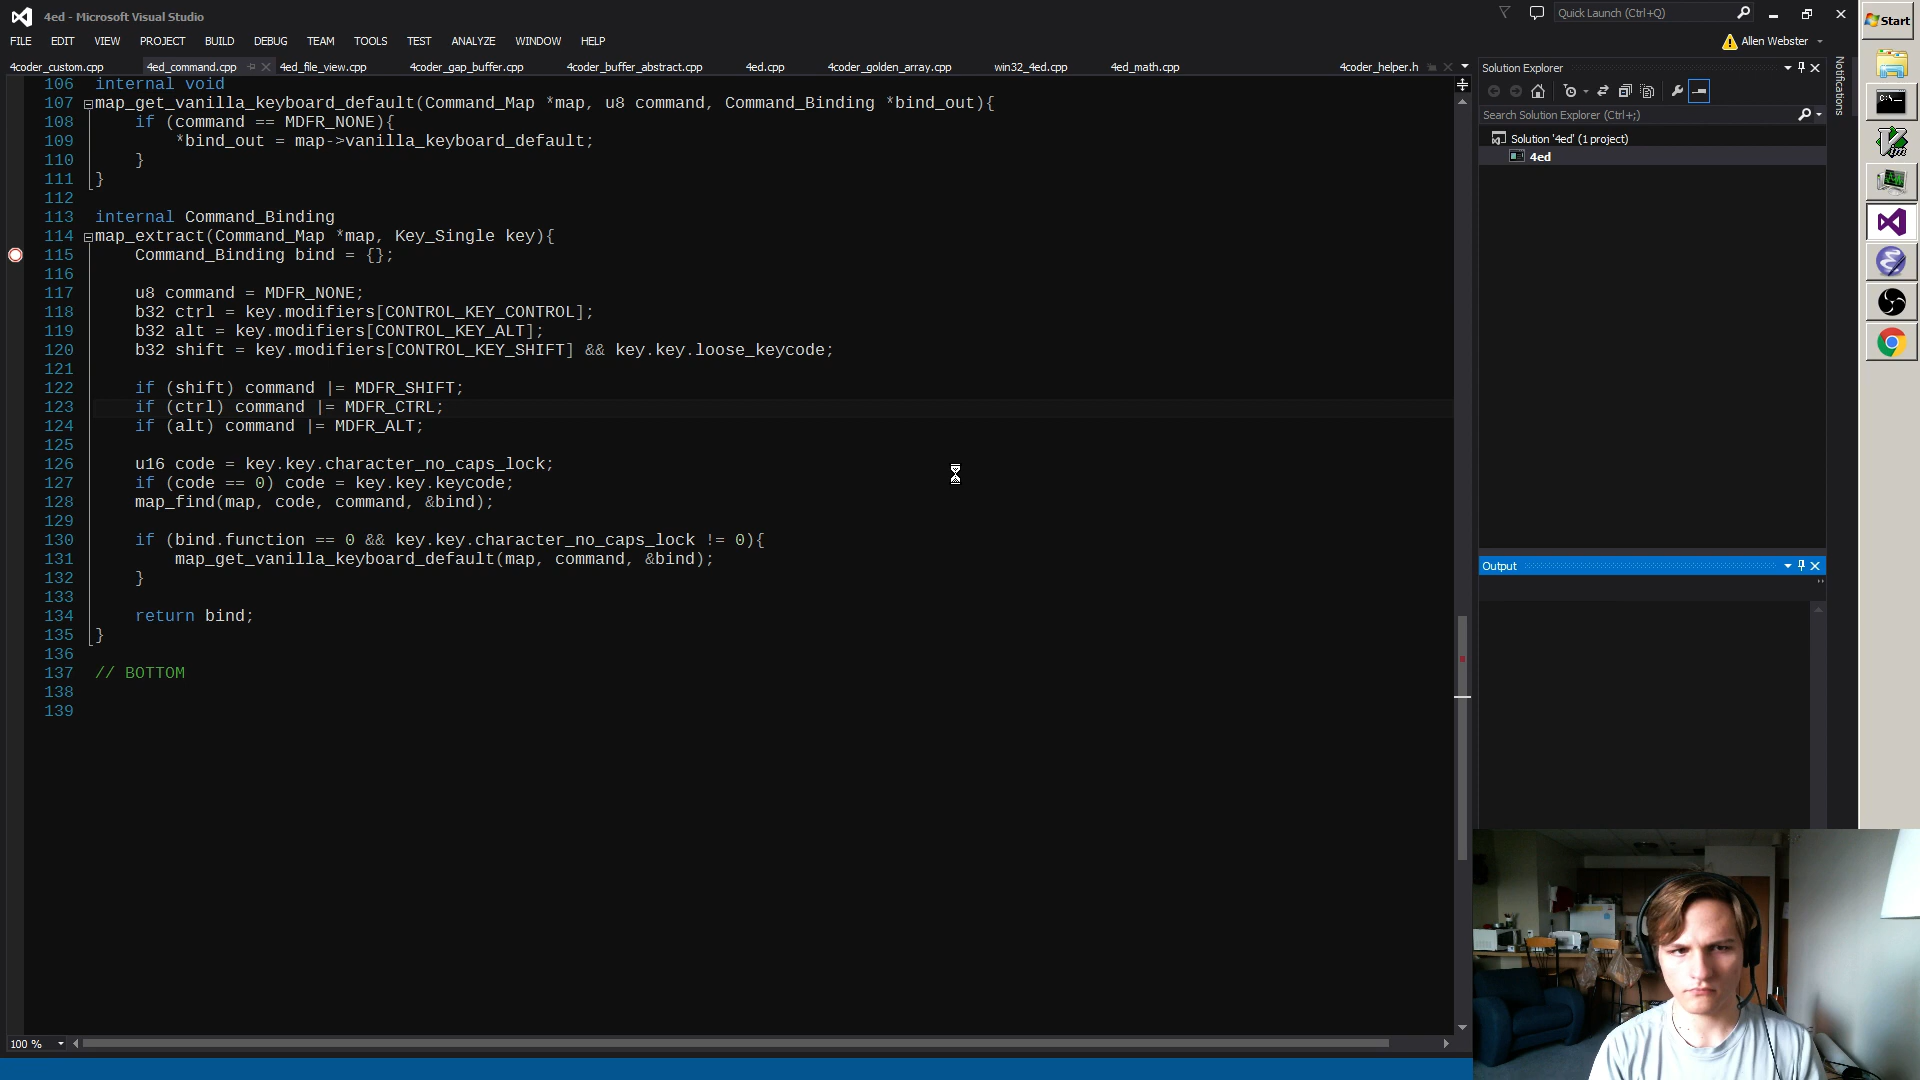 4ed - Microsoft Visual Studio
Quick Launch (Ctrl+Q)
FILE EDIT VIEW PROJECT BUILD DEBUG TEAM TOOLS TEST ANALYZE WINDOW HELP
Allen Webster
4coder_custom.cpp 4ed_command.cpp 4ed_file_view.cpp 4coder_gap_buffer.cpp 4coder_buffer_abstract.cpp 4ed.cpp 4coder_golden_array.cpp win32_4ed.cpp 4ed_math.cpp 4coder_helper.h
106 internal void
107 map_get_vanilla_keyboard_default(Command_Map *map, u8 command, Command_Binding *bind_out){
108 if (command == MDFR_NONE){
109 *bind_out = map->vanilla_keyboard_default;
110 }
111 }
112
113 internal Command_Binding
114 map_extract(Command_Map *map, Key_Single key){
115 Command_Binding bind = {};
116
117 u8 command = MDFR_NONE;
118 b32 ctrl = key.modifiers[CONTROL_KEY_CONTROL];
119 b32 alt = key.modifiers[CONTROL_KEY_ALT];
120 b32 shift = key.modifiers[CONTROL_KEY_SHIFT] && key.key.loose_keycode;
121
122 if (shift) command |= MDFR_SHIFT;
123 if (ctrl) command |= MDFR_CTRL;
124 if (alt) command |= MDFR_ALT;
125
126 u16 code = key.key.character_no_caps_lock;
127 if (code == 0) code = key.key.keycode;
128 map_find(map, code, command, &bind);
129
130 if (bind.function == 0 && key.key.character_no_caps_lock != 0){
131 map_get_vanilla_keyboard_default(map, command, &bind);
132 }
133
134 return bind;
135 }
136
137 // BOTTOM
138
139
100 %
Solution Explorer
Search Solution Explorer (Ctrl+;)
Solution '4ed' (1 project)
4ed
Output
Notifications
Start